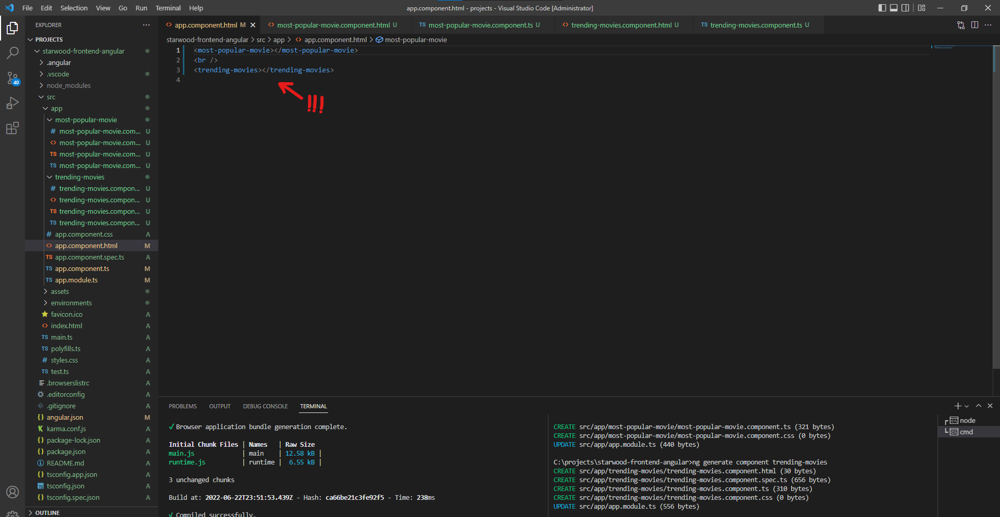 File Edit Selection View Go Run Terminal Help
app.component.html - projects - Visual Studio Code [Administrator]
EXPLORER
PROJECTS
starwood-frontend-angular
.angular
.vscode
node_modules
src
app
most-popular-movie
# most-popular-movie.com... U
<> most-popular-movie.com... U
TS most-popular-movie.com... U
TS most-popular-movie.com... U
trending-movies
# trending-movies.compon... U
<> trending-movies.compon... U
TS trending-movies.compon... U
TS trending-movies.compon... U
# app.component.css A
<> app.component.html M
TS app.component.spec.ts A
TS app.component.ts M
TS app.module.ts M
assets
environments
favicon.ico A
<> index.html A
TS main.ts A
TS polyfills.ts A
# styles.css A
TS test.ts A
.browserslistrc A
.editorconfig A
.gitignore A
{} angular.json M
karma.conf.js A
{} package-lock.json A
{} package.json A
README.md A
{} tsconfig.app.json A
TS tsconfig.json A
{} tsconfig.spec.json A
OUTLINE
40
<> app.component.html M
<> most-popular-movie.component.html U
TS most-popular-movie.component.ts U
<> trending-movies.component.html U
TS trending-movies.component.ts U
starwood-frontend-angular > src > app > <> app.component.html > most-popular-movie
1 <most-popular-movie></most-popular-movie>
2 <br />
3 <trending-movies></trending-movies>
4
!!!
PROBLEMS OUTPUT DEBUG CONSOLE TERMINAL
✓ Browser application bundle generation complete.
Initial Chunk Files | Names | Raw Size
main.js | main | 12.58 kB |
runtime.js | runtime | 6.55 kB |
3 unchanged chunks
Build at: 2022-06-22T23:51:53.439Z - Hash: ca66be21c3fe92f5 - Time: 238ms
√ Compiled successfully.
CREATE src/app/most-popular-movie/most-popular-movie.component.ts (321 bytes)
CREATE src/app/most-popular-movie/most-popular-movie.component.css (0 bytes)
UPDATE src/app/app.module.ts (440 bytes)
C:\projects\starwood-frontend-angular>ng generate component trending-movies
CREATE src/app/trending-movies/trending-movies.component.html (30 bytes)
CREATE src/app/trending-movies/trending-movies.component.spec.ts (656 bytes)
CREATE src/app/trending-movies/trending-movies.component.ts (310 bytes)
CREATE src/app/trending-movies/trending-movies.component.css (0 bytes)
UPDATE src/app/app.module.ts (556 bytes)
node
cmd